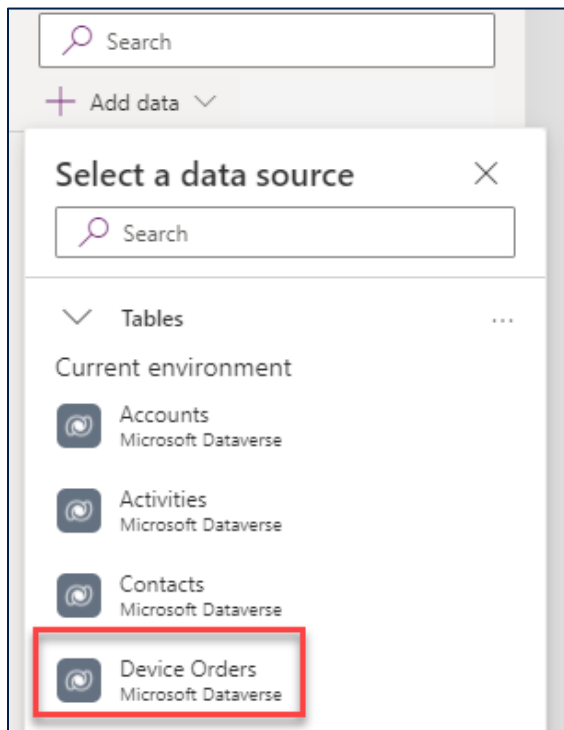 Search
Add data
Select a data source
Search
Tables
...
Current environment
Accounts
Microsoft Dataverse
Activities
Microsoft Dataverse
Contacts
Microsoft Dataverse
Device Orders
Microsoft Dataverse